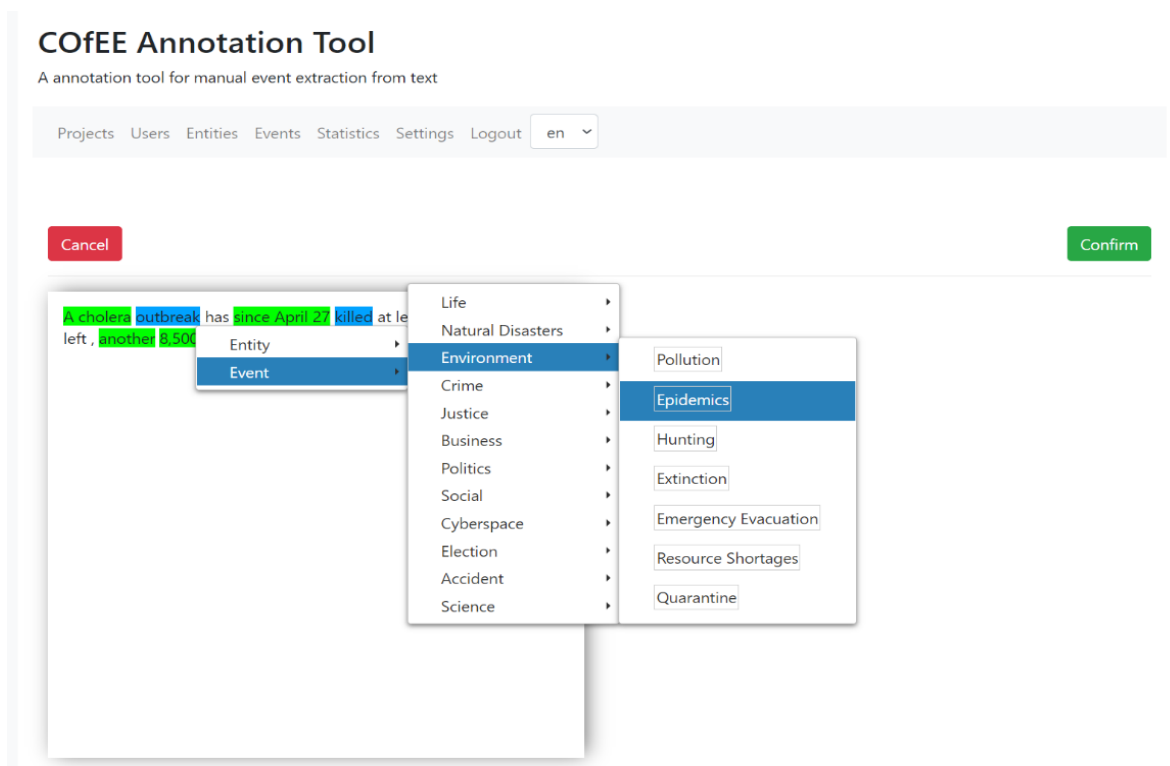 COfEE Annotation Tool
A annotation tool for manual event extraction from text
Projects Users Entities Events Statistics Settings Logout en
Cancel Confirm
A cholera outbreak has since April 27 killed at
left , another 8,500
Entity
Event
Life
Natural Disasters
Environment
Crime
Justice
Business
Politics
Social
Cyberspace
Election
Accident
Science
Pollution
Epidemics
Hunting
Extinction
Emergency Evacuation
Resource Shortages
Quarantine